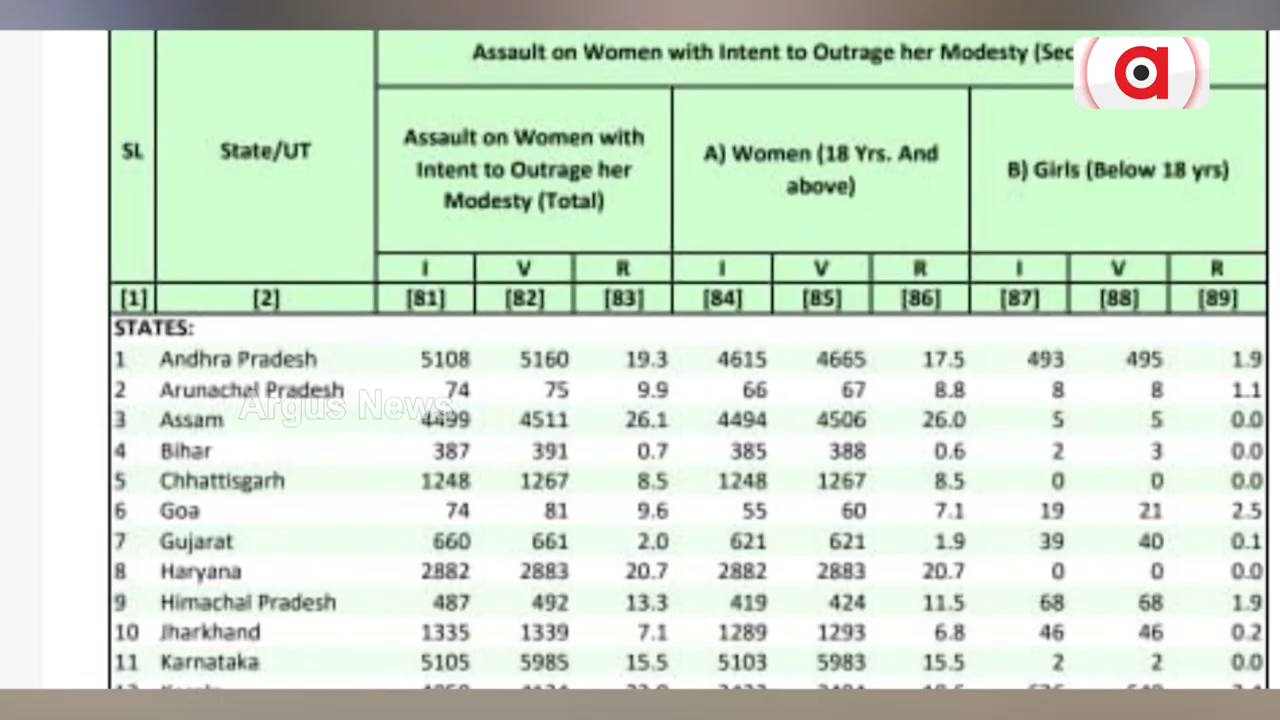 Assault on Women with Intent to Outrage her Modesty (Sec
SL State/UT Assault on Women with Intent to Outrage her Modesty (Total) A) Women (18 Yrs. And above) B) Girls (Below 18 yrs)
I V R I V R I V R
[1] [2] [81] [82] [83] [84] [85] [86] [87] [88] [89]
STATES:
1 Andhra Pradesh 5108 5160 19.3 4615 4665 17.5 493 495 1.9
2 Arunachal Pradesh 74 75 9.9 66 67 8.8 8 8 1.1
Argus News
3 Assam 4499 4511 26.1 4494 4506 26.0 5 5 0.0
4 Bihar 387 391 0.7 385 388 0.6 2 3 0.0
5 Chhattisgarh 1248 1267 8.5 1248 1267 8.5 0 0 0.0
6 Goa 74 81 9.6 55 60 7.1 19 21 2.5
7 Gujarat 660 661 2.0 621 621 1.9 39 40 0.1
8 Haryana 2882 2883 20.7 2882 2883 20.7 0 0 0.0
9 Himachal Pradesh 487 492 13.3 419 424 11.5 68 68 1.9
10 Jharkhand 1335 1339 7.1 1289 1293 6.8 46 46 0.2
11 Karnataka 5105 5985 15.5 5103 5983 15.5 2 2 0.0